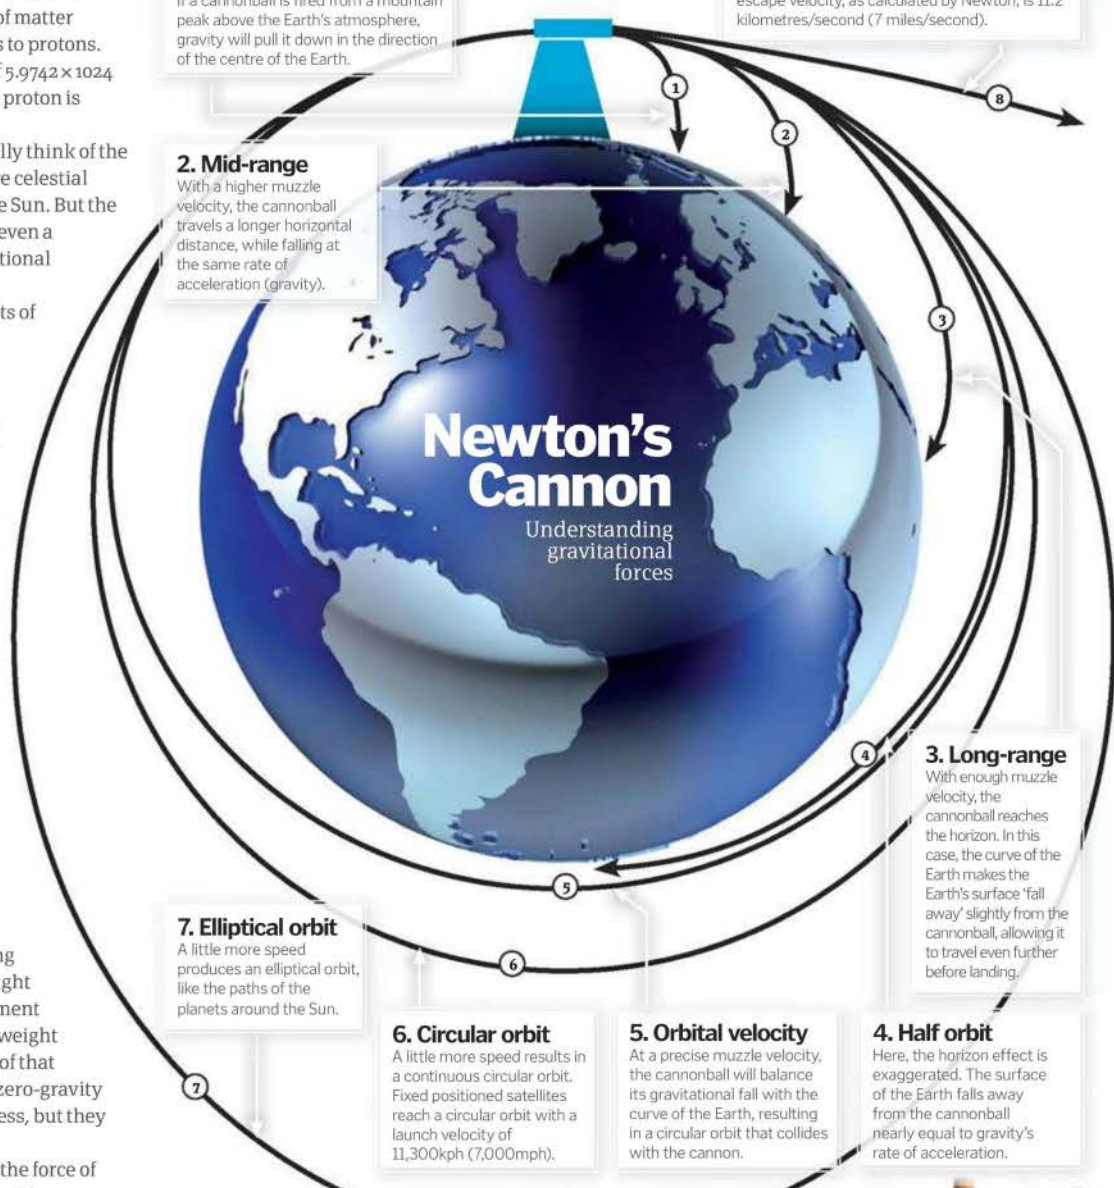 of matter
s to protons.
f 5.9742 × 1024
proton is
lly think of the
e celestial
e Sun. But the
even a
tional
ts of
ng
ght
ment
weight
of that
zero-gravity
ess, but they
the force of
If a cannonball is fired from a mountain
peak above the Earth's atmosphere,
gravity will pull it down in the direction
of the centre of the Earth.
escape velocity, as calculated by Newton, is 11.2
kilometres/second (7 miles/second).
1
2
8
2. Mid-range
With a higher muzzle
velocity, the cannonball
travels a longer horizontal
distance, while falling at
the same rate of
acceleration (gravity).
3
Newton's
Cannon
Understanding
gravitational
forces
4
3. Long-range
With enough muzzle
velocity, the
cannonball reaches
the horizon. In this
case, the curve of the
Earth makes the
Earth's surface 'fall
away' slightly from the
cannonball, allowing it
to travel even further
before landing.
5
6
7. Elliptical orbit
A little more speed
produces an elliptical orbit,
like the paths of the
planets around the Sun.
7
6. Circular orbit
A little more speed results in
a continuous circular orbit.
Fixed positioned satellites
reach a circular orbit with a
launch velocity of
11,300kph (7,000mph).
5. Orbital velocity
At a precise muzzle velocity,
the cannonball will balance
its gravitational fall with the
curve of the Earth, resulting
in a circular orbit that collides
with the cannon.
4. Half orbit
Here, the horizon effect is
exaggerated. The surface
of the Earth falls away
from the cannonball
nearly equal to gravity's
rate of acceleration.